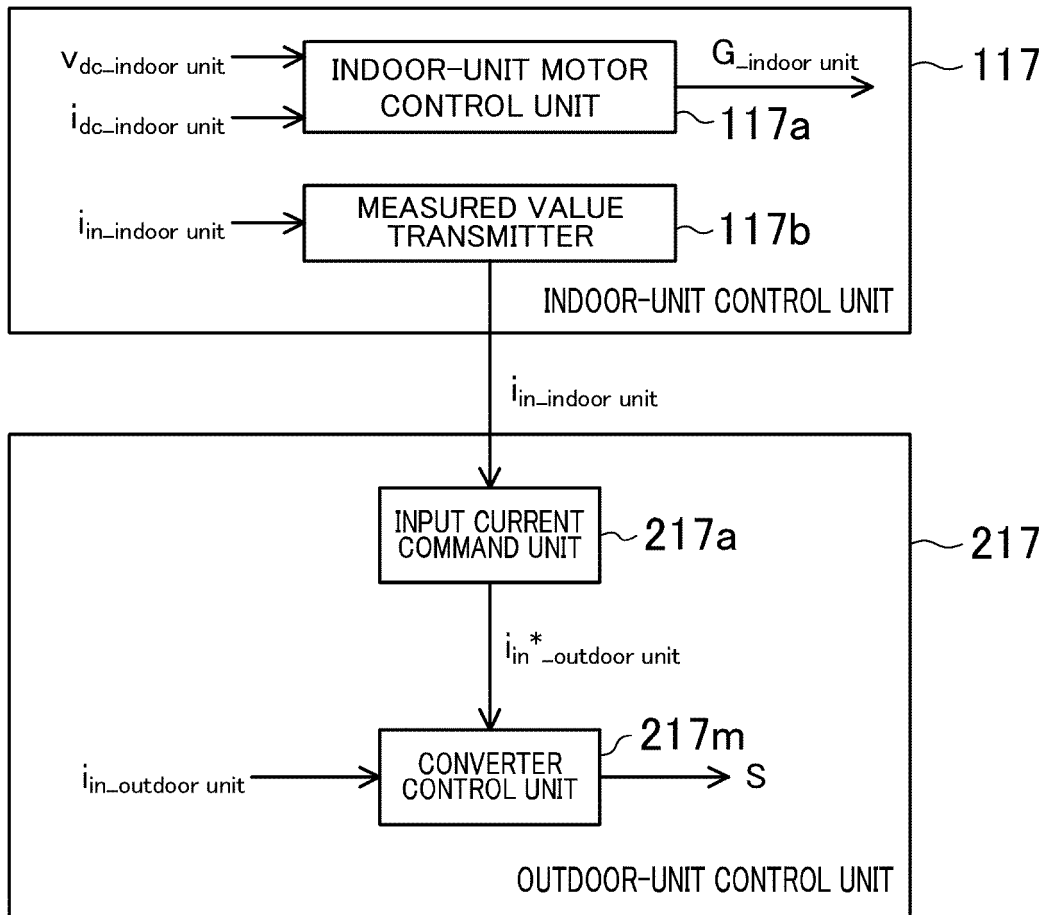 v_dc_indoor unit
INDOOR-UNIT MOTOR
CONTROL UNIT
G_indoor unit
117
i_dc_indoor unit
117a
i_in_indoor unit
MEASURED VALUE
TRANSMITTER
117b
INDOOR-UNIT CONTROL UNIT
i_in_indoor unit
INPUT CURRENT
COMMAND UNIT
217a
217
i_in*_outdoor unit
217m
i_in_outdoor unit
CONVERTER
CONTROL UNIT
S
OUTDOOR-UNIT CONTROL UNIT